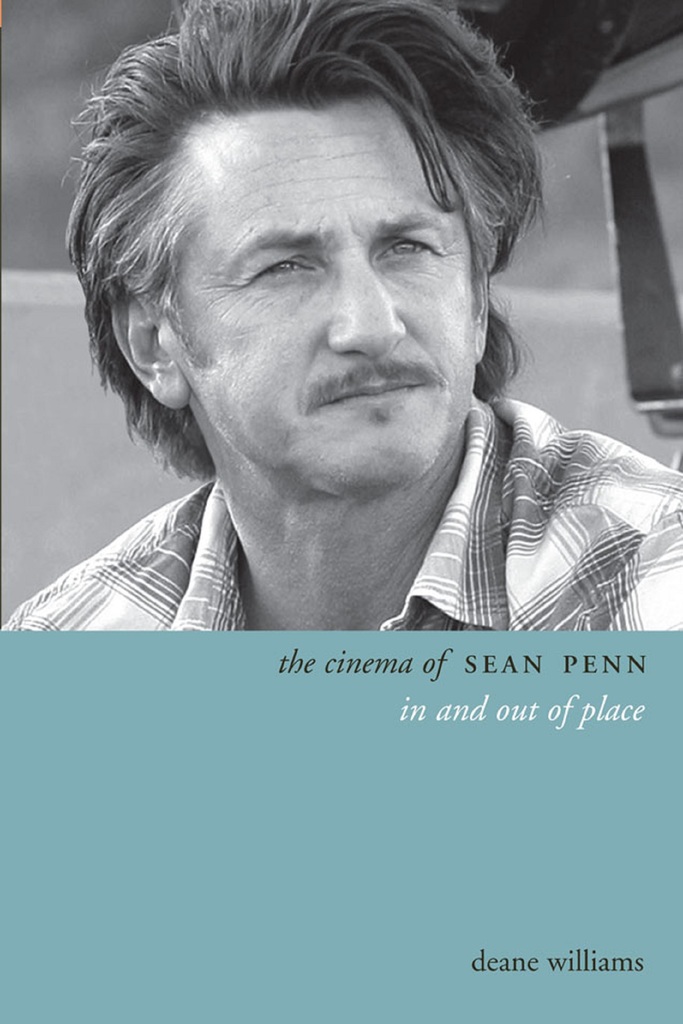 the cinema of SEAN PENN
in and out of place
deane williams